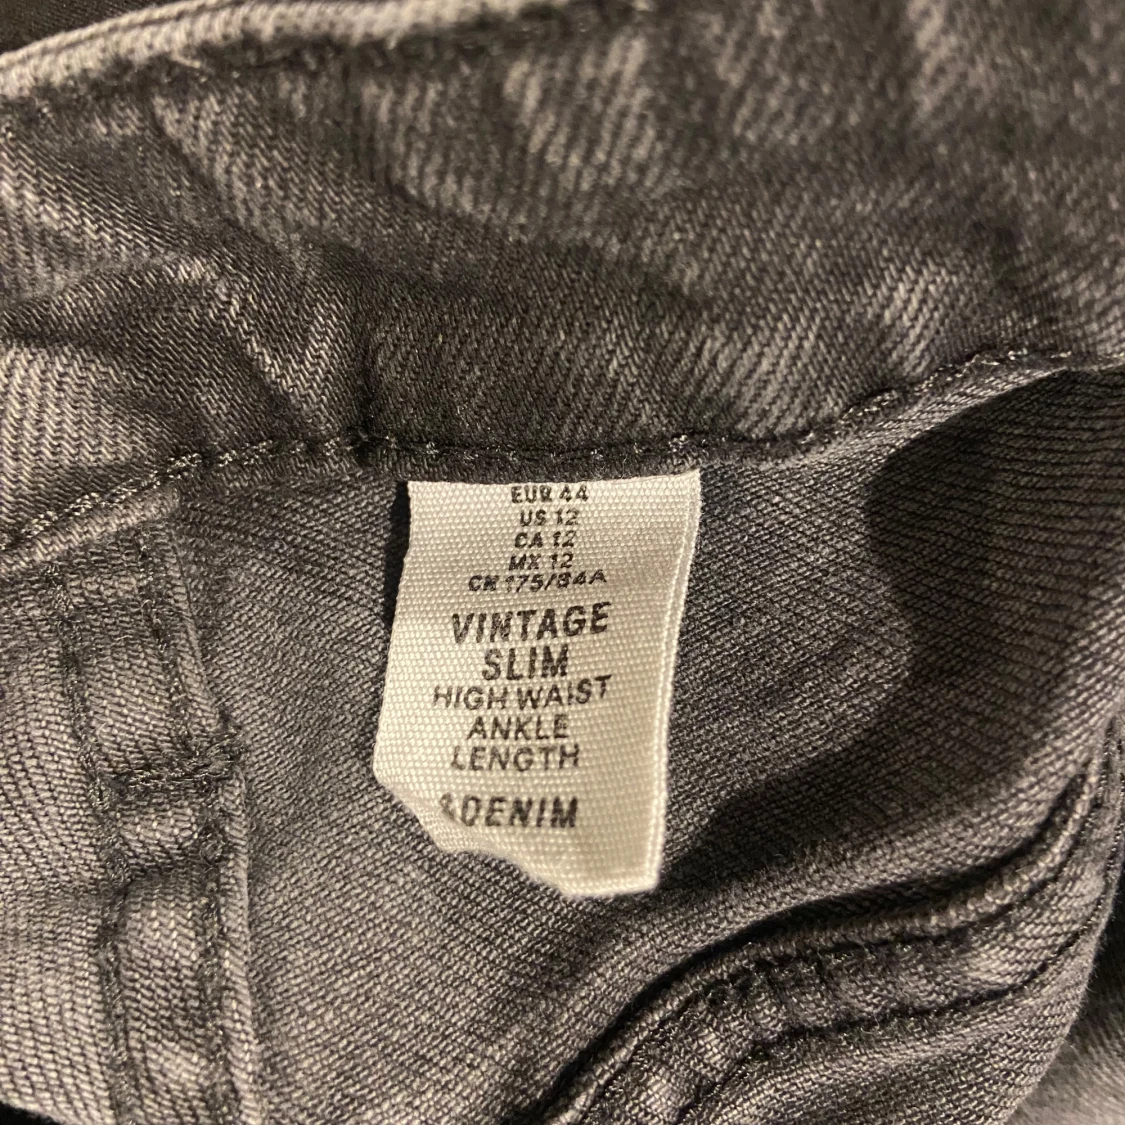 EUR 44
US 12
CA 12
MX 12
CN 175/84A
VINTAGE
SLIM
HIGH WAIST
ANKLE
LENGTH
&DENIM